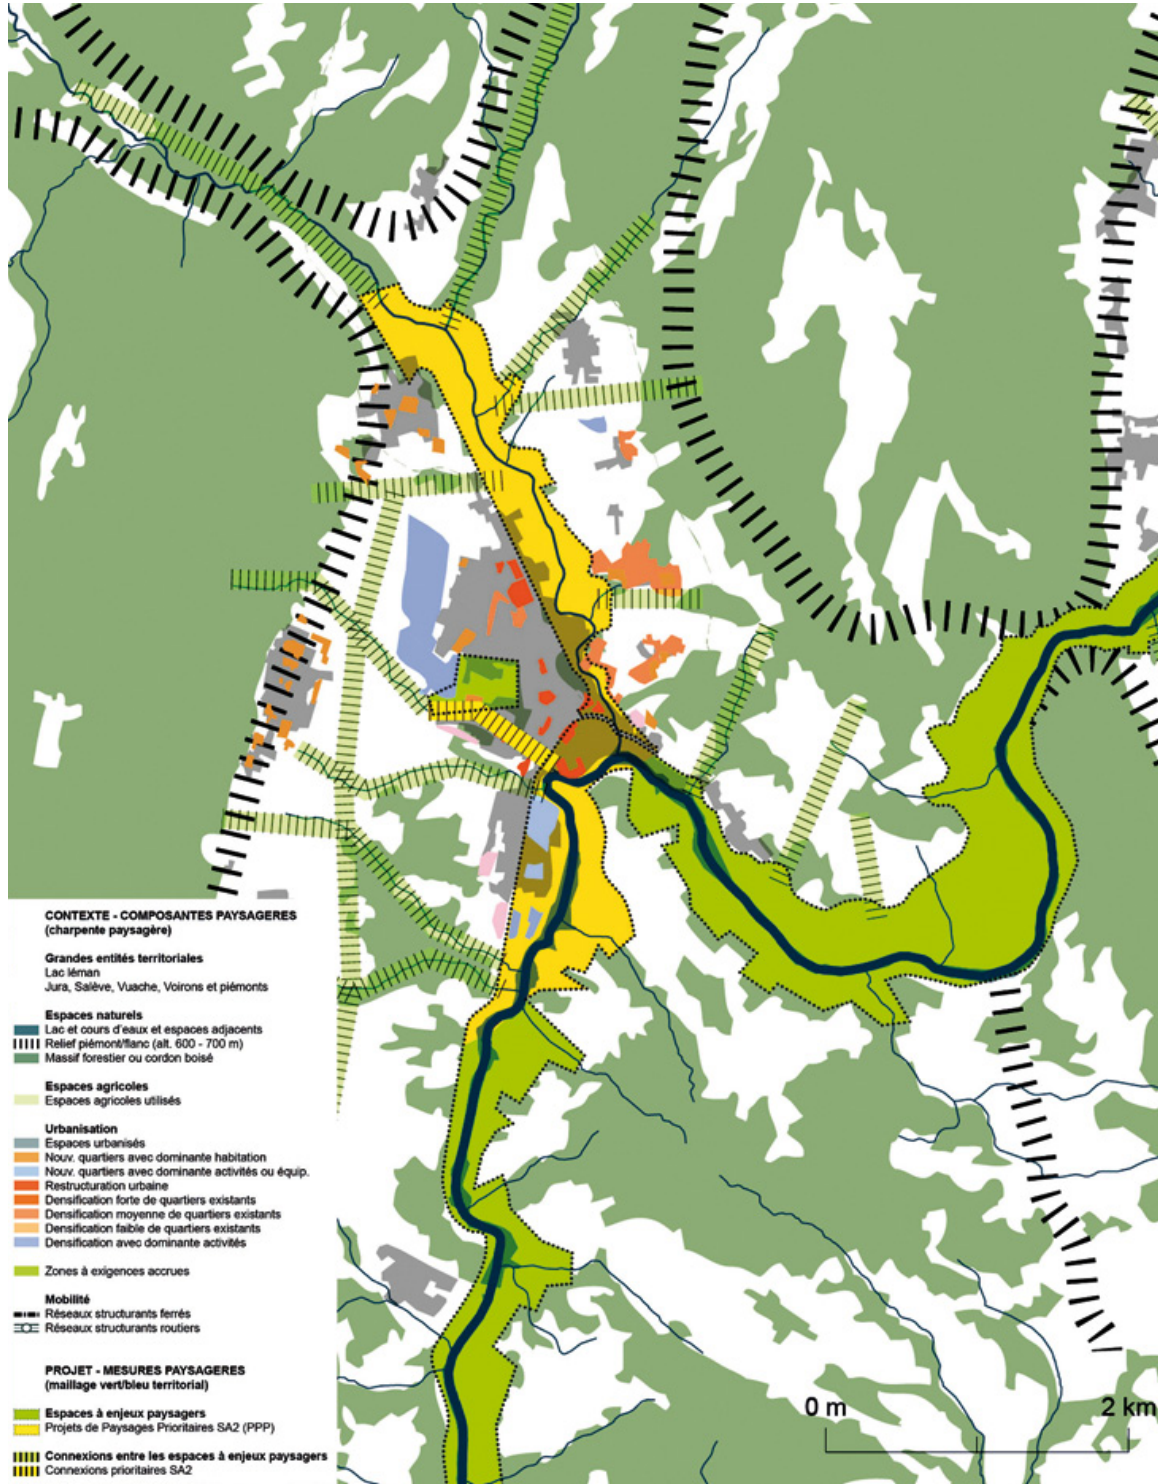 CONTEXTE - COMPOSANTES PAYSAGERES
(charpente paysagère)
Grandes entités territoriales
Lac léman
Jura, Salève, Vuache, Voirons et piémonts
Espaces naturels
Lac et cours d'eaux et espaces adjacents
Relief piémont/flanc (alt. 600 - 700 m)
Massif forestier ou cordon boisé
Espaces agricoles
Espaces agricoles utilisés
Urbanisation
Espaces urbanisés
Nouv. quartiers avec dominante habitation
Nouv. quartiers avec dominante activités ou équip.
Restructuration urbaine
Densification forte de quartiers existants
Densification moyenne de quartiers existants
Densification faible de quartiers existants
Densification avec dominante activités
Zones à exigences accrues
Mobilité
Réseaux structurants ferrés
Réseaux structurants routiers
PROJET - MESURES PAYSAGERES
(maillage vert/bleu territorial)
Espaces à enjeux paysagers
Projets de Paysages Prioritaires SA2 (PPP)
Connexions entre les espaces à enjeux paysagers
Connexions prioritaires SA2
0 m 2 km